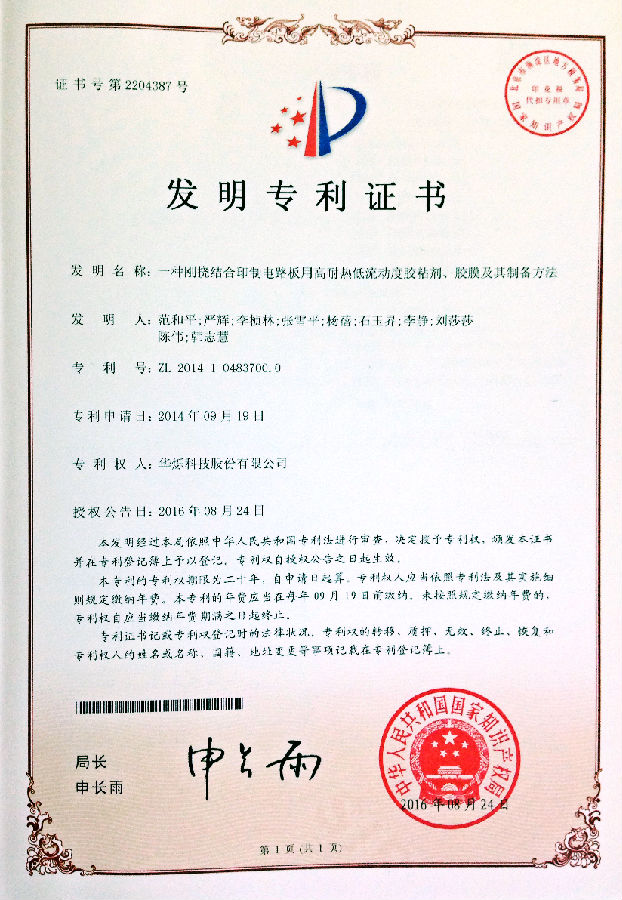 证书号第2204387号
印花税
代扣专用章
发明专利证书
发明名称：一种刚挠结合印制电路板用高耐热低流动度胶粘剂、胶膜及其制备方法
发明人：范和平;严辉;李桢林;张雪平;杨蓓;石玉界;李静;刘莎莎
陈伟;韩志慧
专利号：ZL 2014 1 0483700.0
专利申请日：2014年09月19日
专利权人：华烁科技股份有限公司
授权公告日：2016年08月24日
本发明经过本局依照中华人民共和国专利法进行审查，决定授予专利权，颁发本证书
并在专利登记簿上予以登记。专利权自授权公告之日起生效。
本专利的专利权期限为二十年，自申请日起算。专利权人应当依照专利法及其实施细
则规定缴纳年费。本专利的年费应当在每年09月19日前缴纳。未按照规定缴纳年费的，
专利权自应当缴纳年费期满之日起终止。
专利证书记载专利权登记时的法律状况。专利权的转移、质押、无效、终止、恢复和
专利权人的姓名或名称、国籍、地址变更等事项记载在专利登记簿上。
局长
申长雨
申长雨
中华人民共和国国家知识产权局
2016年08月24日
第1页(共1页)